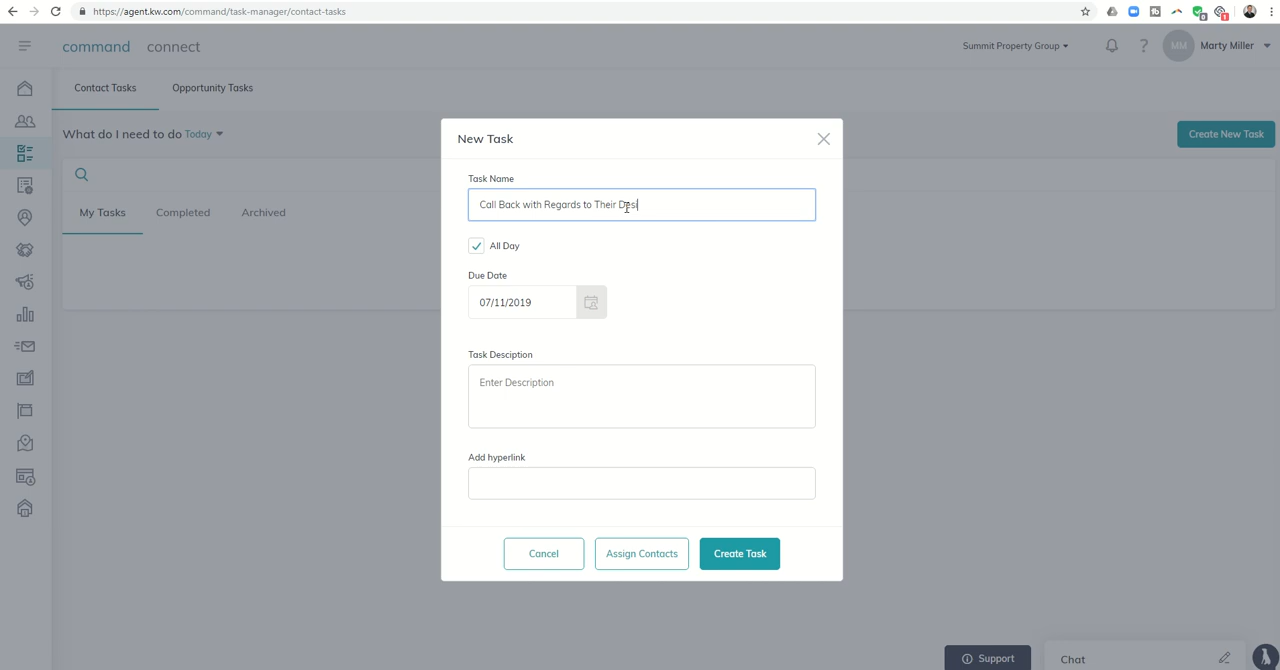 https://agent.kw.com/command/task-manager/contact-tasks
command connect
Summit Property Group
?
MM
Marty Miller
Contact Tasks
Opportunity Tasks
What do I need to do Today
Create New Task
My Tasks
Completed
Archived
New Task
Task Name
Call Back with Regards to Their Desi
All Day
Due Date
07/11/2019
Task Desciption
Enter Description
Add hyperlink
Cancel
Assign Contacts
Create Task
Support
Chat